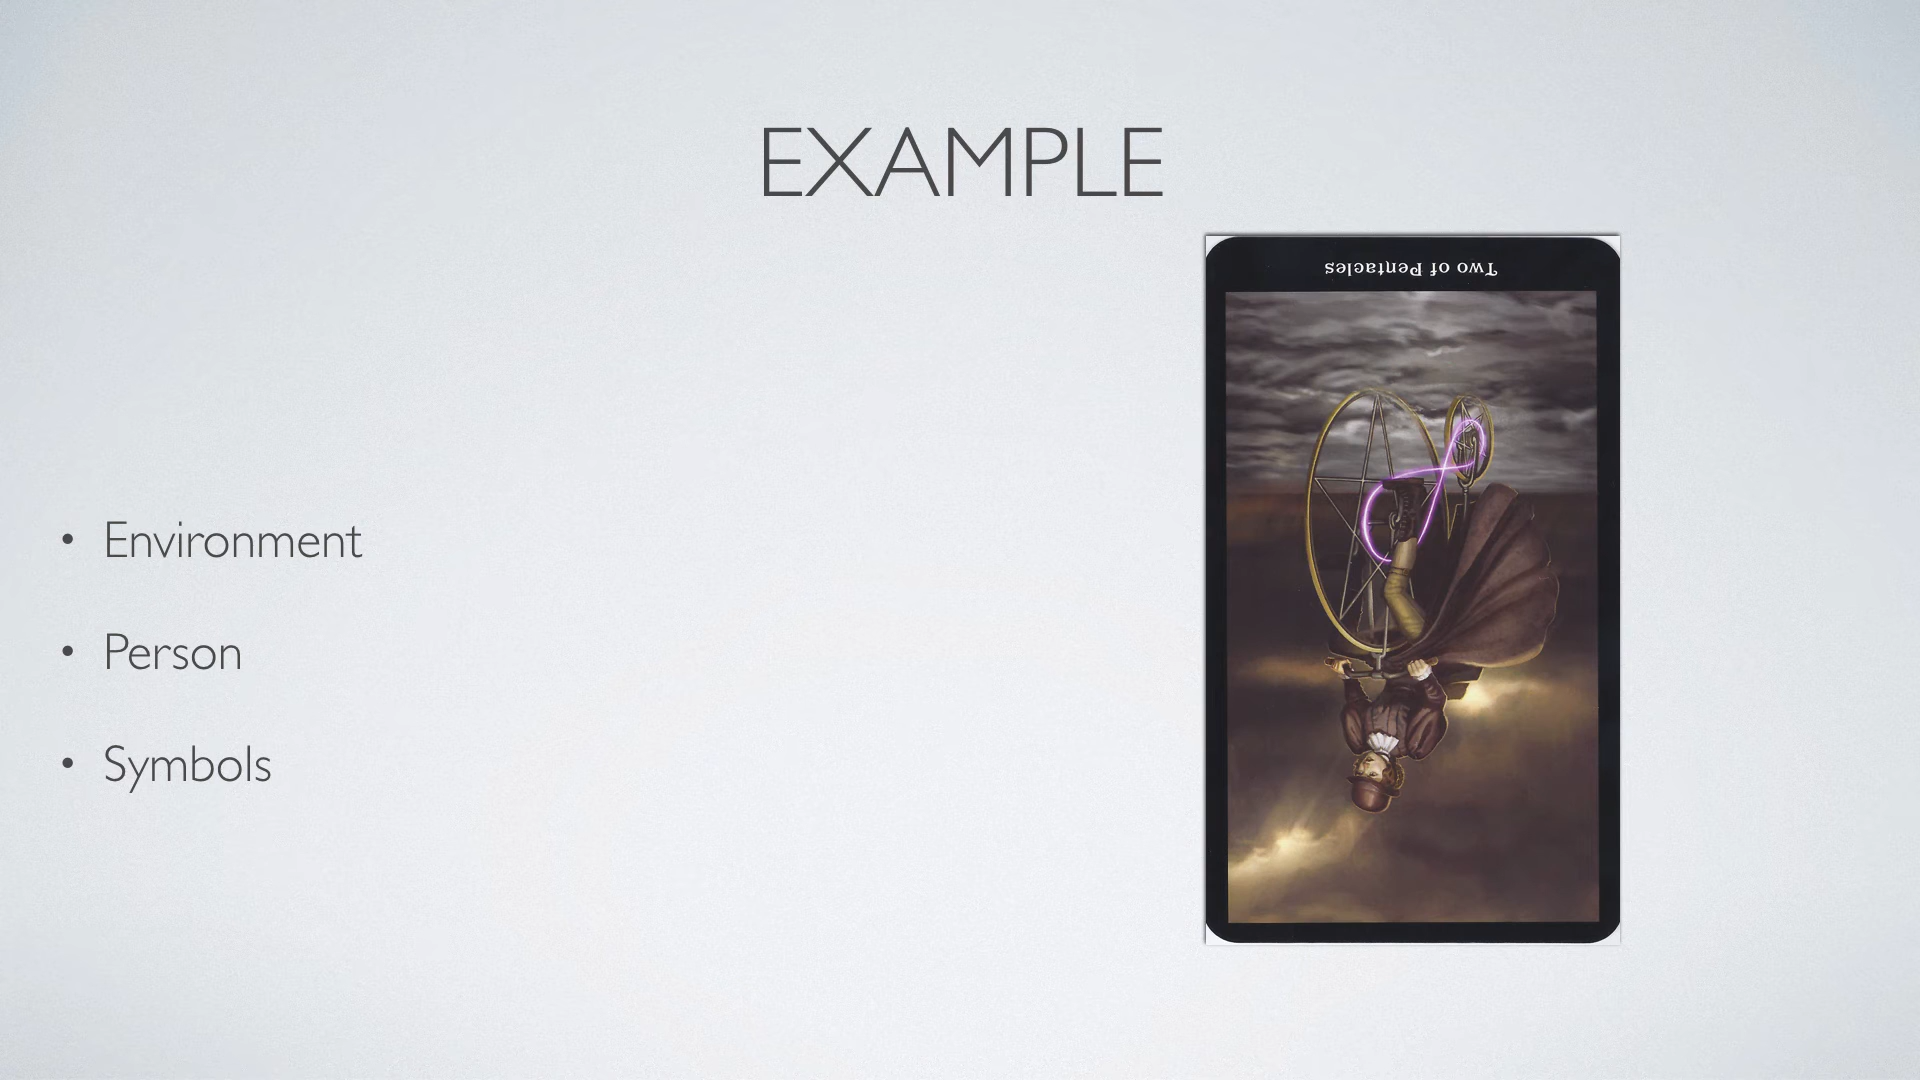 EXAMPLE
Two of Pentacles
• Environment
• Person
• Symbols